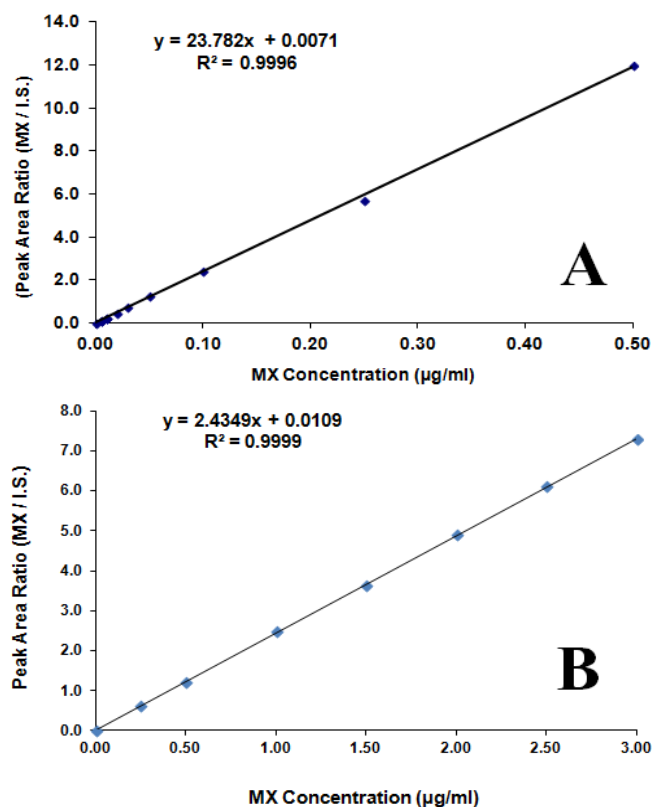 14.0
y = 23.782x + 0.0071
R² = 0.9996
12.0
10.0
8.0
6.0
4.0
2.0
0.0
(Peak Area Ratio (MX / I.S.)
A
0.00 0.10 0.20 0.30 0.40 0.50
MX Concentration (µg/ml)
8.0
y = 2.4349x + 0.0109
R² = 0.9999
7.0
6.0
5.0
4.0
3.0
2.0
1.0
0.0
Peak Area Ratio (MX / I.S.)
B
0.00 0.50 1.00 1.50 2.00 2.50 3.00
MX Concentration (µg/ml)